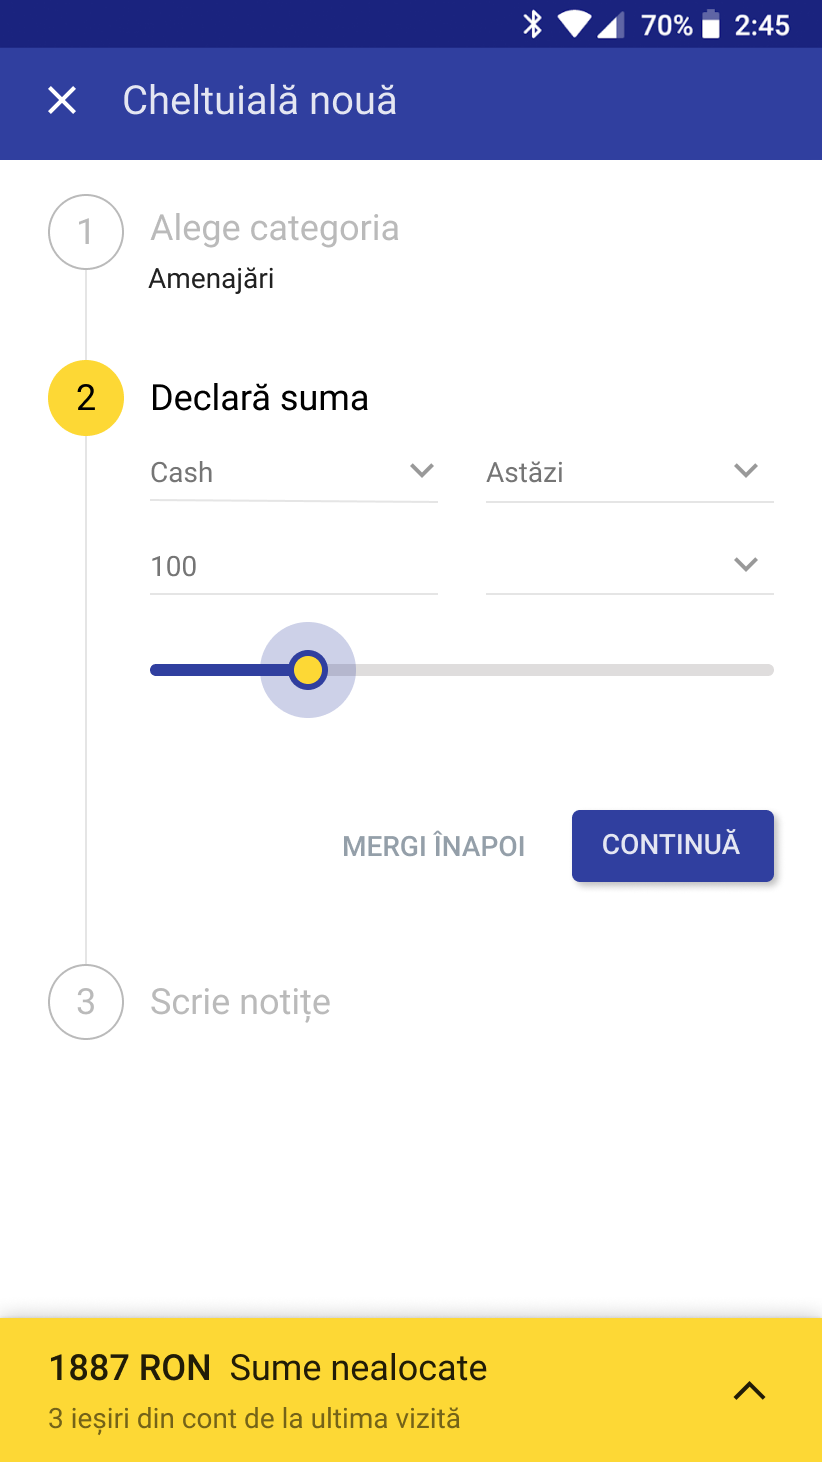 70% 2:45
Cheltuială nouă
1 Alege categoria
Amenajări
2 Declară suma
Cash Astăzi
100
MERGI ÎNAPOI CONTINUĂ
3 Scrie notițe
1887 RON Sume nealocate
3 ieșiri din cont de la ultima vizită